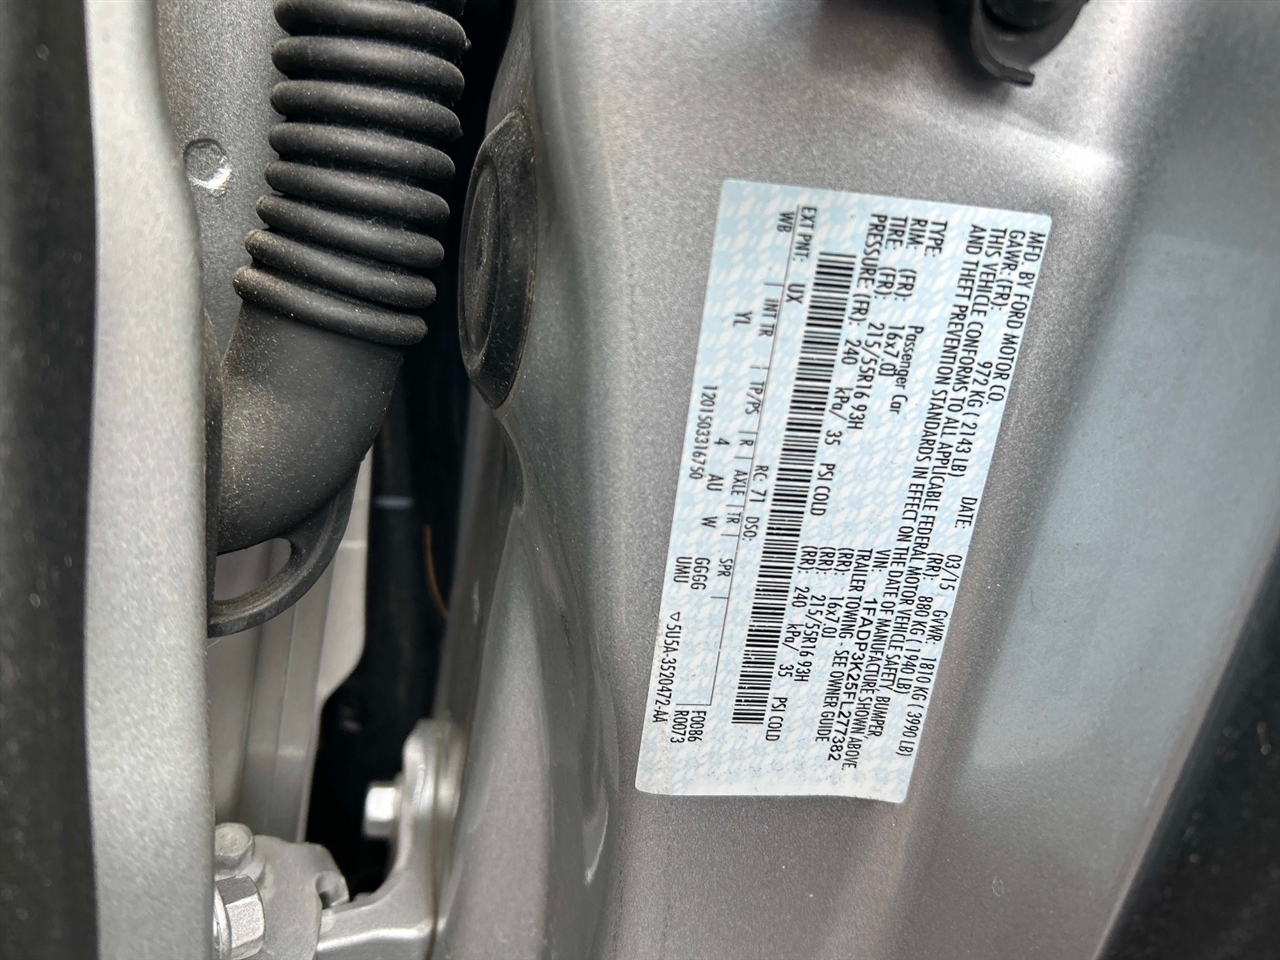 MFD. BY FORD MOTOR CO. DATE: 03/15 GVWR: 1810 KG ( 3990 LB)
GAWR:(FR): 972 KG ( 2143 LB) (RR): 880 KG ( 1940 LB)
THIS VEHICLE CONFORMS TO ALL APPLICABLE FEDERAL MOTOR VEHICLE SAFETY, BUMPER,
AND THEFT PREVENTION STANDARDS IN EFFECT ON THE DATE OF MANUFACTURE SHOWN ABOVE.
VIN: 1FADP3K25FL277382
TYPE: Passenger Car TRAILER TOWING - SEE OWNER GUIDE
RIM: (FR): 16x7.0J (RR): 16x7.0J
TIRE: (FR): 215/55R16 93H (RR): 215/55R16 93H
PRESSURE (FR): 240 kPa/ 35 PSI COLD (RR): 240 kPa/ 35 PSI COLD
EXT PNT: UX RC: 71 DSO: F0086
WB | INT TR | TP/PS | R | AXLE | TR | SPR | R0073
YL 4 AU W GGGG
UMU
1201503316750 ▽5U5A-3520472-AA